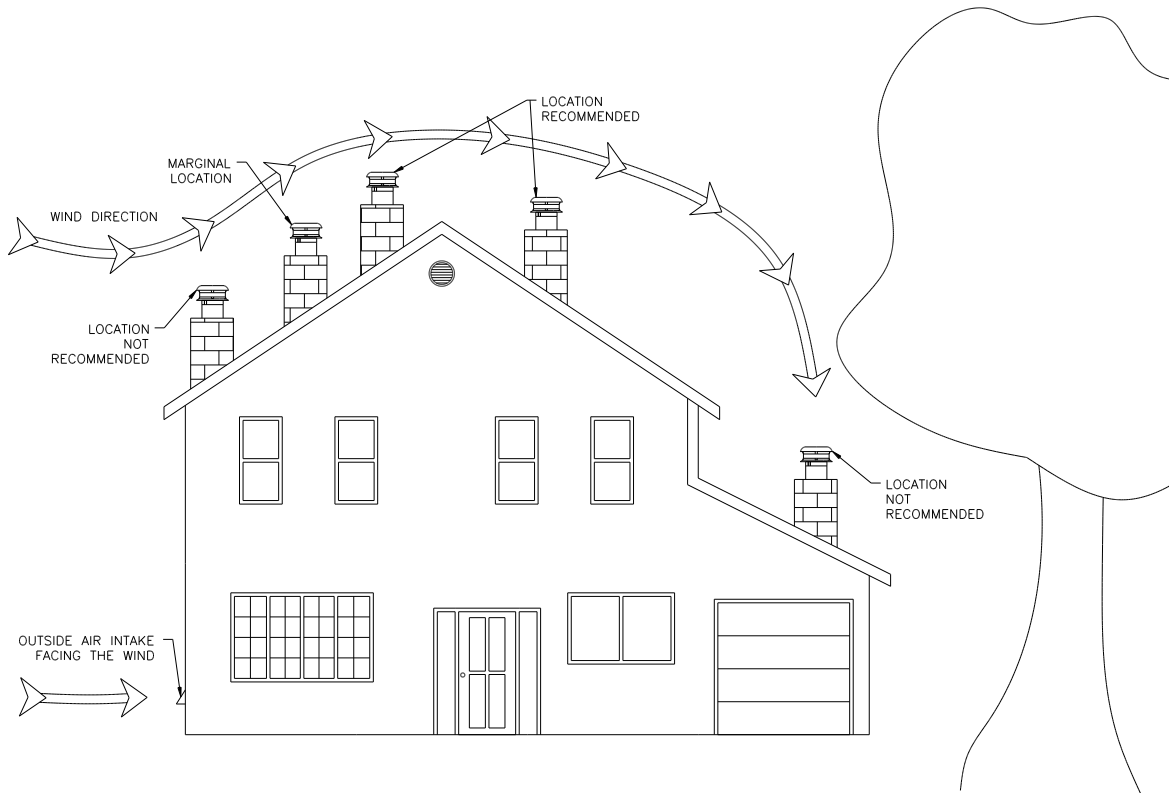 LOCATION
RECOMMENDED
MARGINAL
LOCATION
WIND DIRECTION
LOCATION
NOT
RECOMMENDED
LOCATION
NOT
RECOMMENDED
OUTSIDE AIR INTAKE
FACING THE WIND